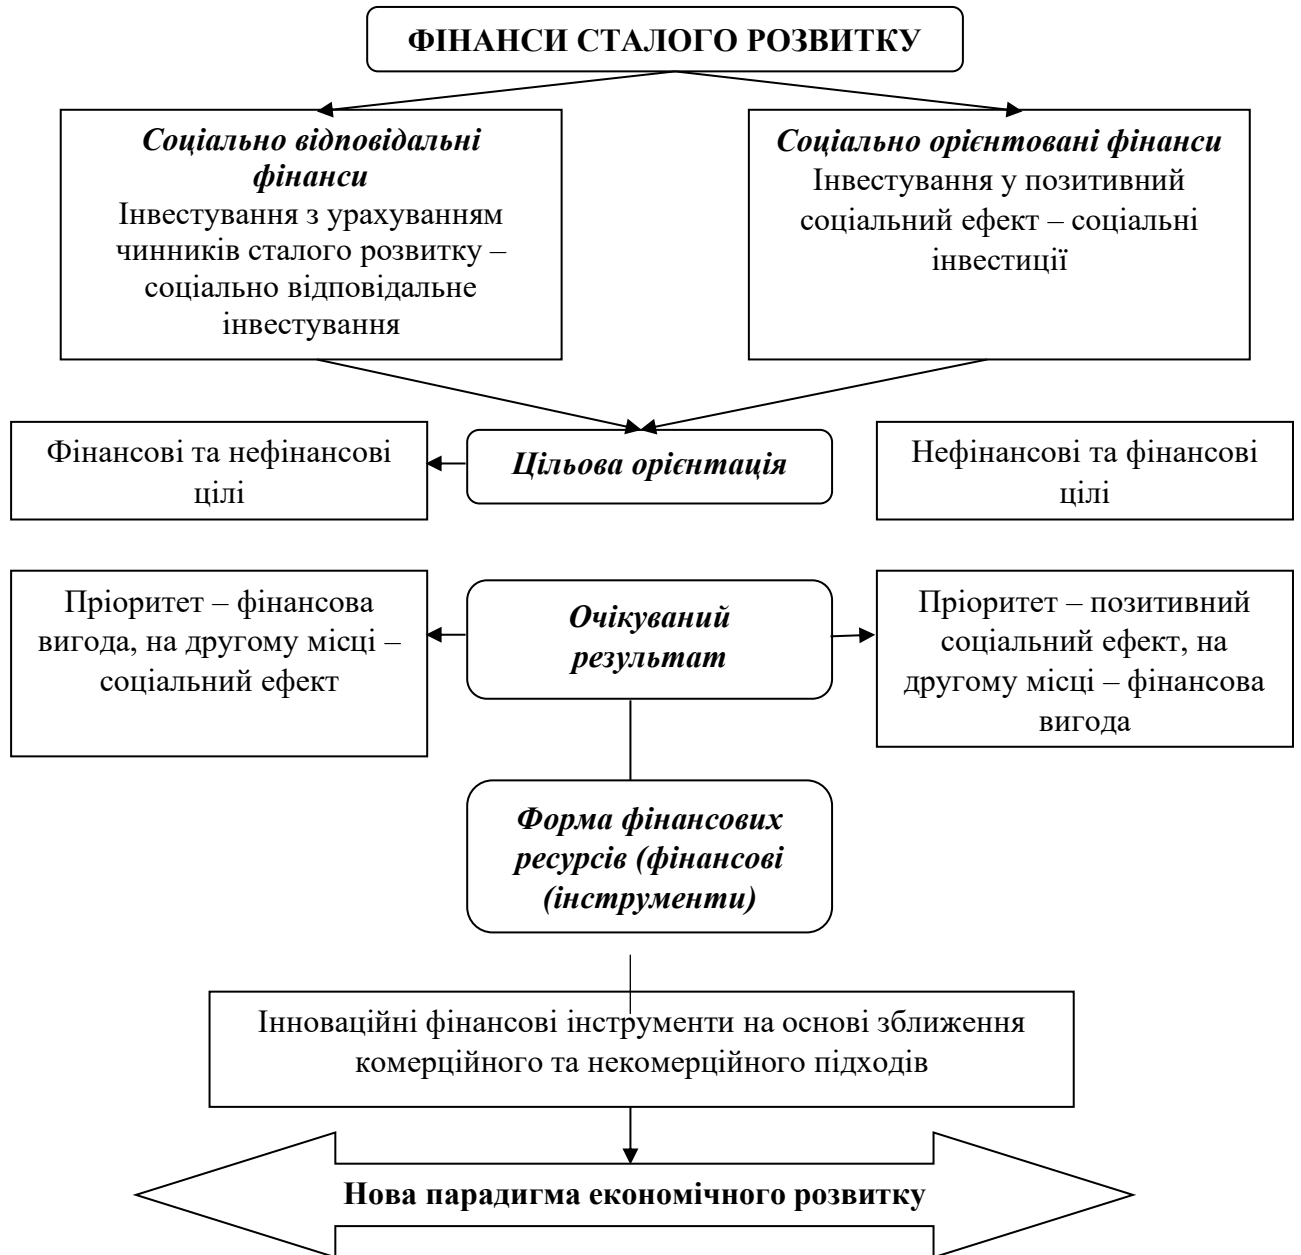 ФІНАНСИ СТАЛОГО РОЗВИТКУ
Соціально відповідальні
фінанси
Інвестування з урахуванням
чинників сталого розвитку –
соціально відповідальне
інвестування
Соціально орієнтовані фінанси
Інвестування у позитивний
соціальний ефект – соціальні
інвестиції
Фінансові та нефінансові
цілі
Цільова орієнтація
Нефінансові та фінансові
цілі
Пріоритет – фінансова
вигода, на другому місці –
соціальний ефект
Очікуваний
результат
Пріоритет – позитивний
соціальний ефект, на
другому місці – фінансова
вигода
Форма фінансових
ресурсів (фінансові
(інструменти)
Інноваційні фінансові інструменти на основі зближення
комерційного та некомерційного підходів
Нова парадигма економічного розвитку